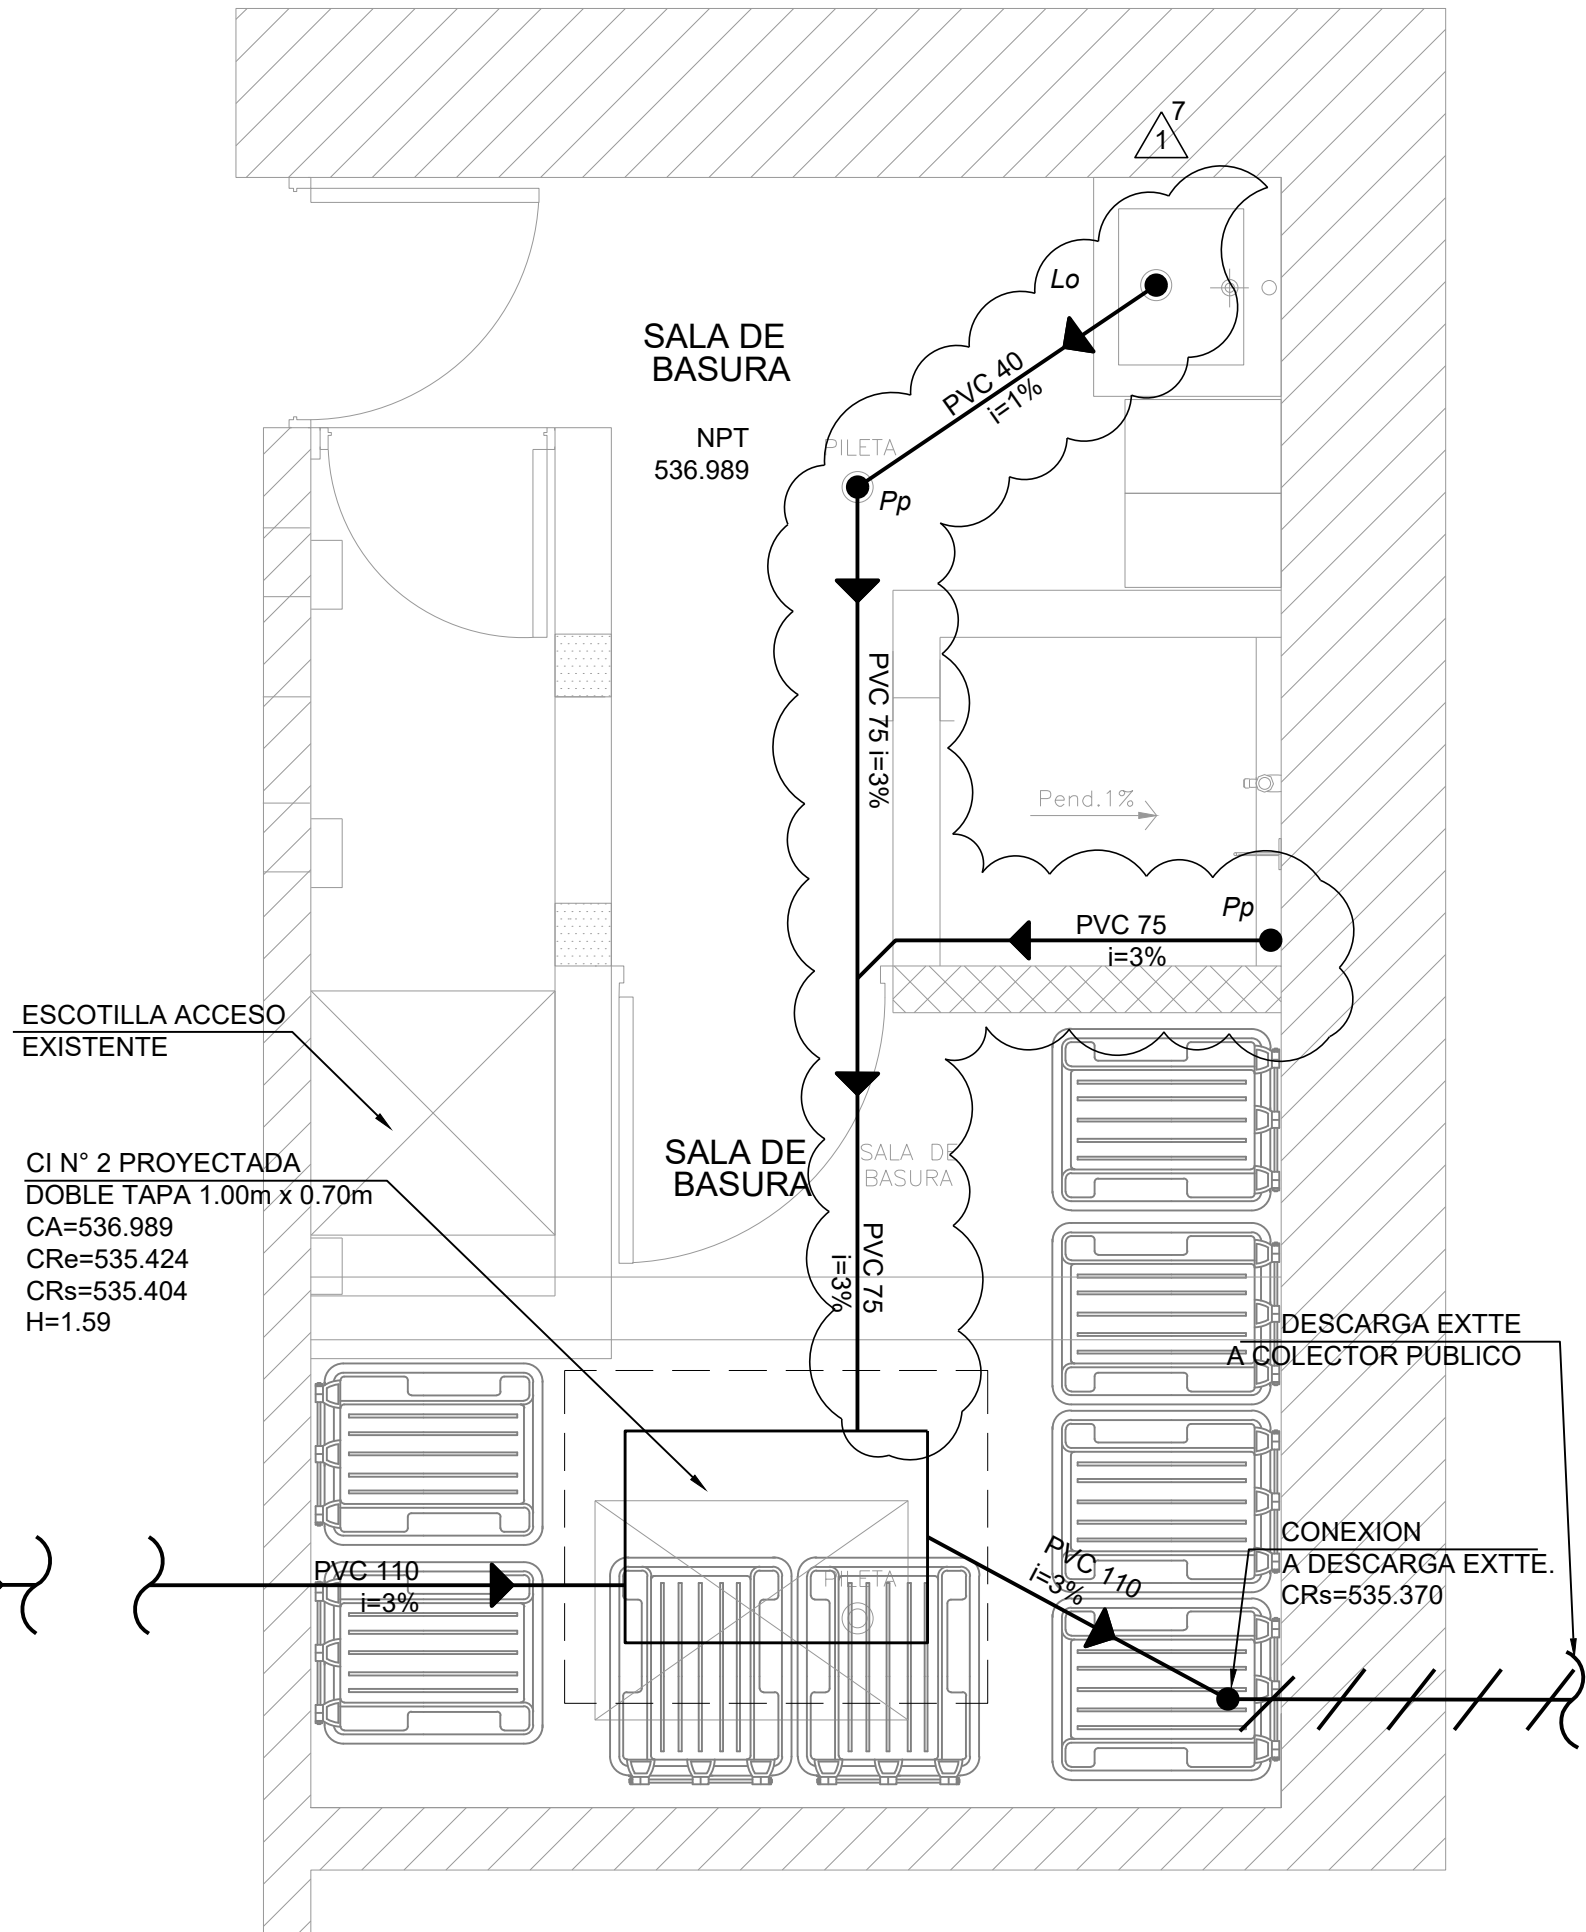 7
1
Lo
SALA DE
BASURA
PVC 40
i=1%
NPT
536.989
PILETA
Pp
PVC 75 i=3%
Pend.1%
Pp
PVC 75
i=3%
ESCOTILLA ACCESO
EXISTENTE
SALA DE
BASURA
SALA DE
BASURA
CI N° 2 PROYECTADA
DOBLE TAPA 1.00m x 0.70m
CA=536.989
CRe=535.424
CRs=535.404
H=1.59
PVC 75
i=3%
DESCARGA EXTTE
A COLECTOR PUBLICO
PVC 110
i=3%
PILETA
PVC 110
i=3%
CONEXION
A DESCARGA EXTTE.
CRs=535.370